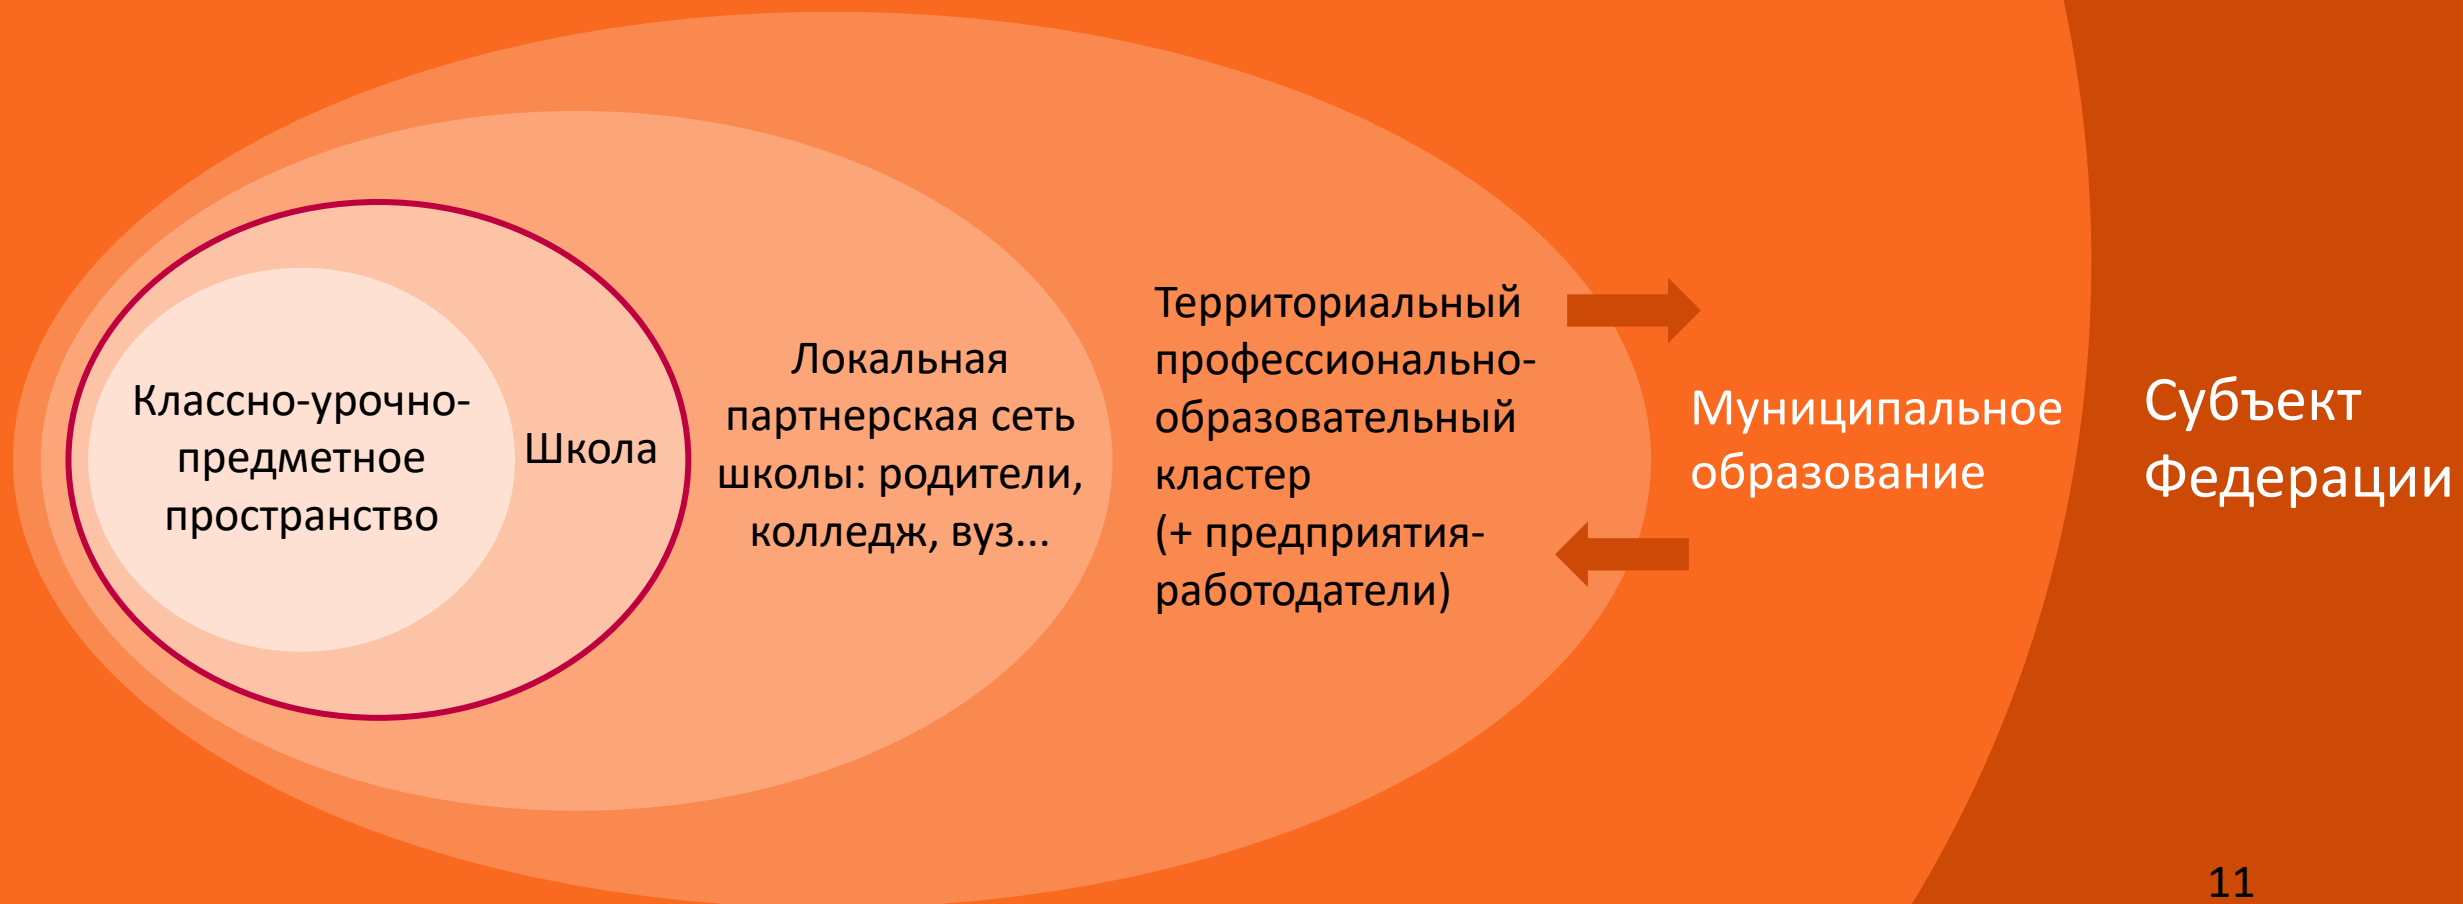 Классно-урочно-
предметное
пространство
Школа
Локальная
партнерская сеть
школы: родители,
колледж, вуз...
Территориальный
профессионально-
образовательный
кластер
(+ предприятия-
работодатели)
Муниципальное
образование
Субъект
Федерации
11